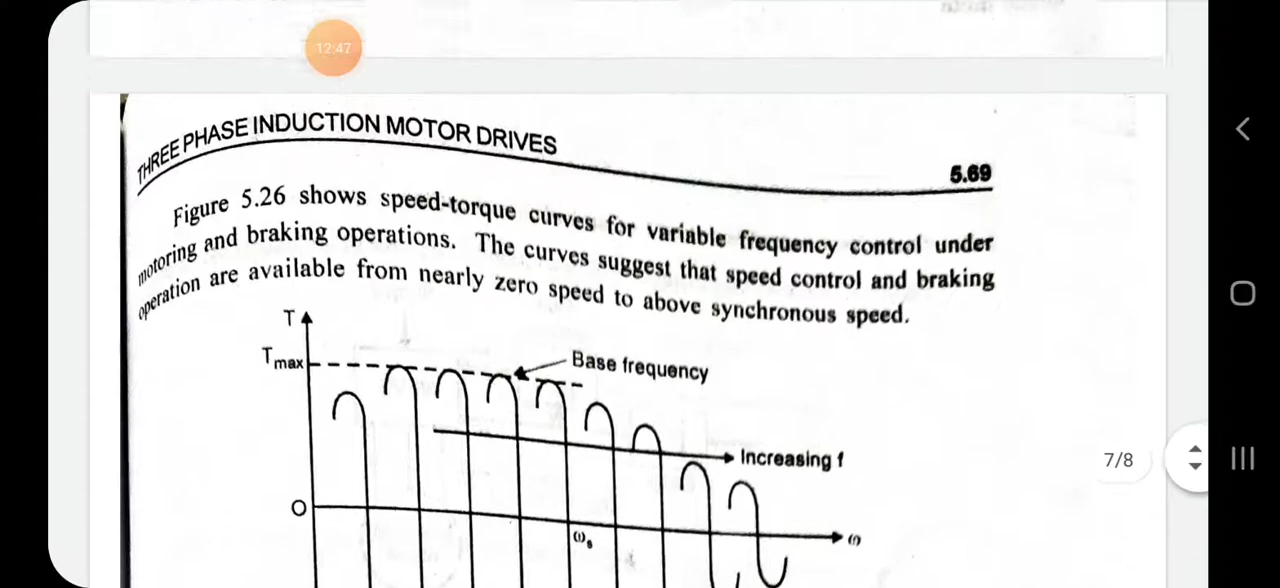 12:47
THREE PHASE INDUCTION MOTOR DRIVES
5.69
Figure 5.26 shows speed-torque curves for variable frequency control under
motoring and braking operations. The curves suggest that speed control and braking
operation are available from nearly zero speed to above synchronous speed.
T
Tmax
Base frequency
Increasing f
7/8
O
ωs
ω